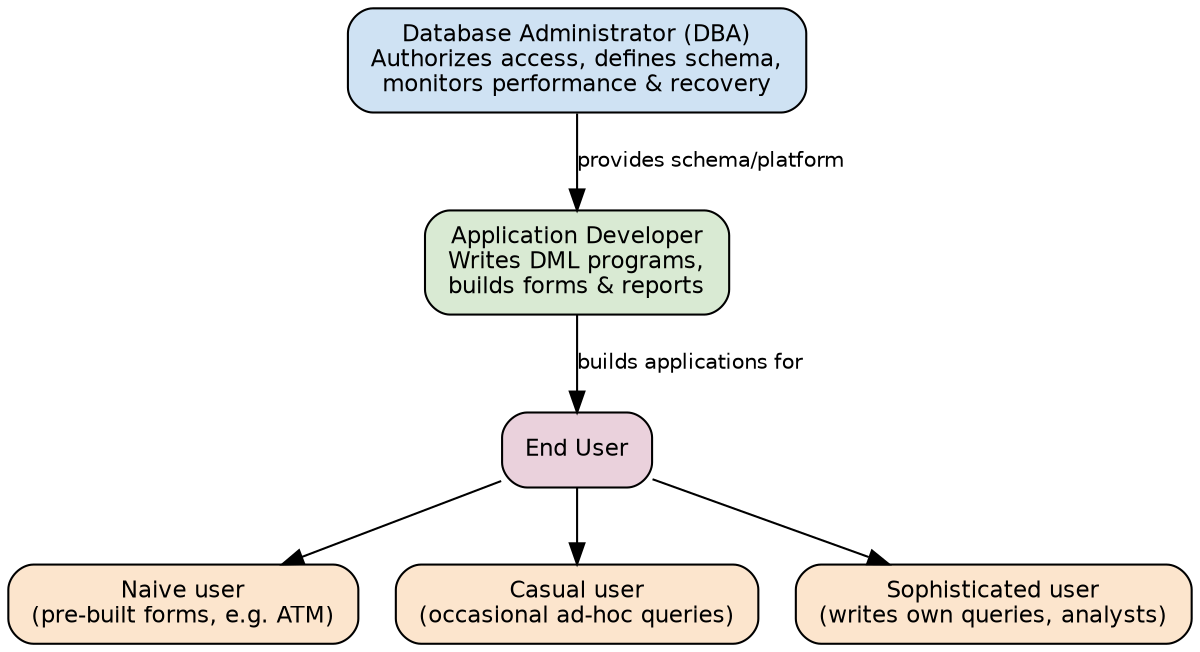 Database Administrator (DBA)
Authorizes access, defines schema,
monitors performance & recovery
provides schema/platform
Application Developer
Writes DML programs,
builds forms & reports
builds applications for
End User
Naive user
(pre-built forms, e.g. ATM)
Casual user
(occasional ad-hoc queries)
Sophisticated user
(writes own queries, analysts)